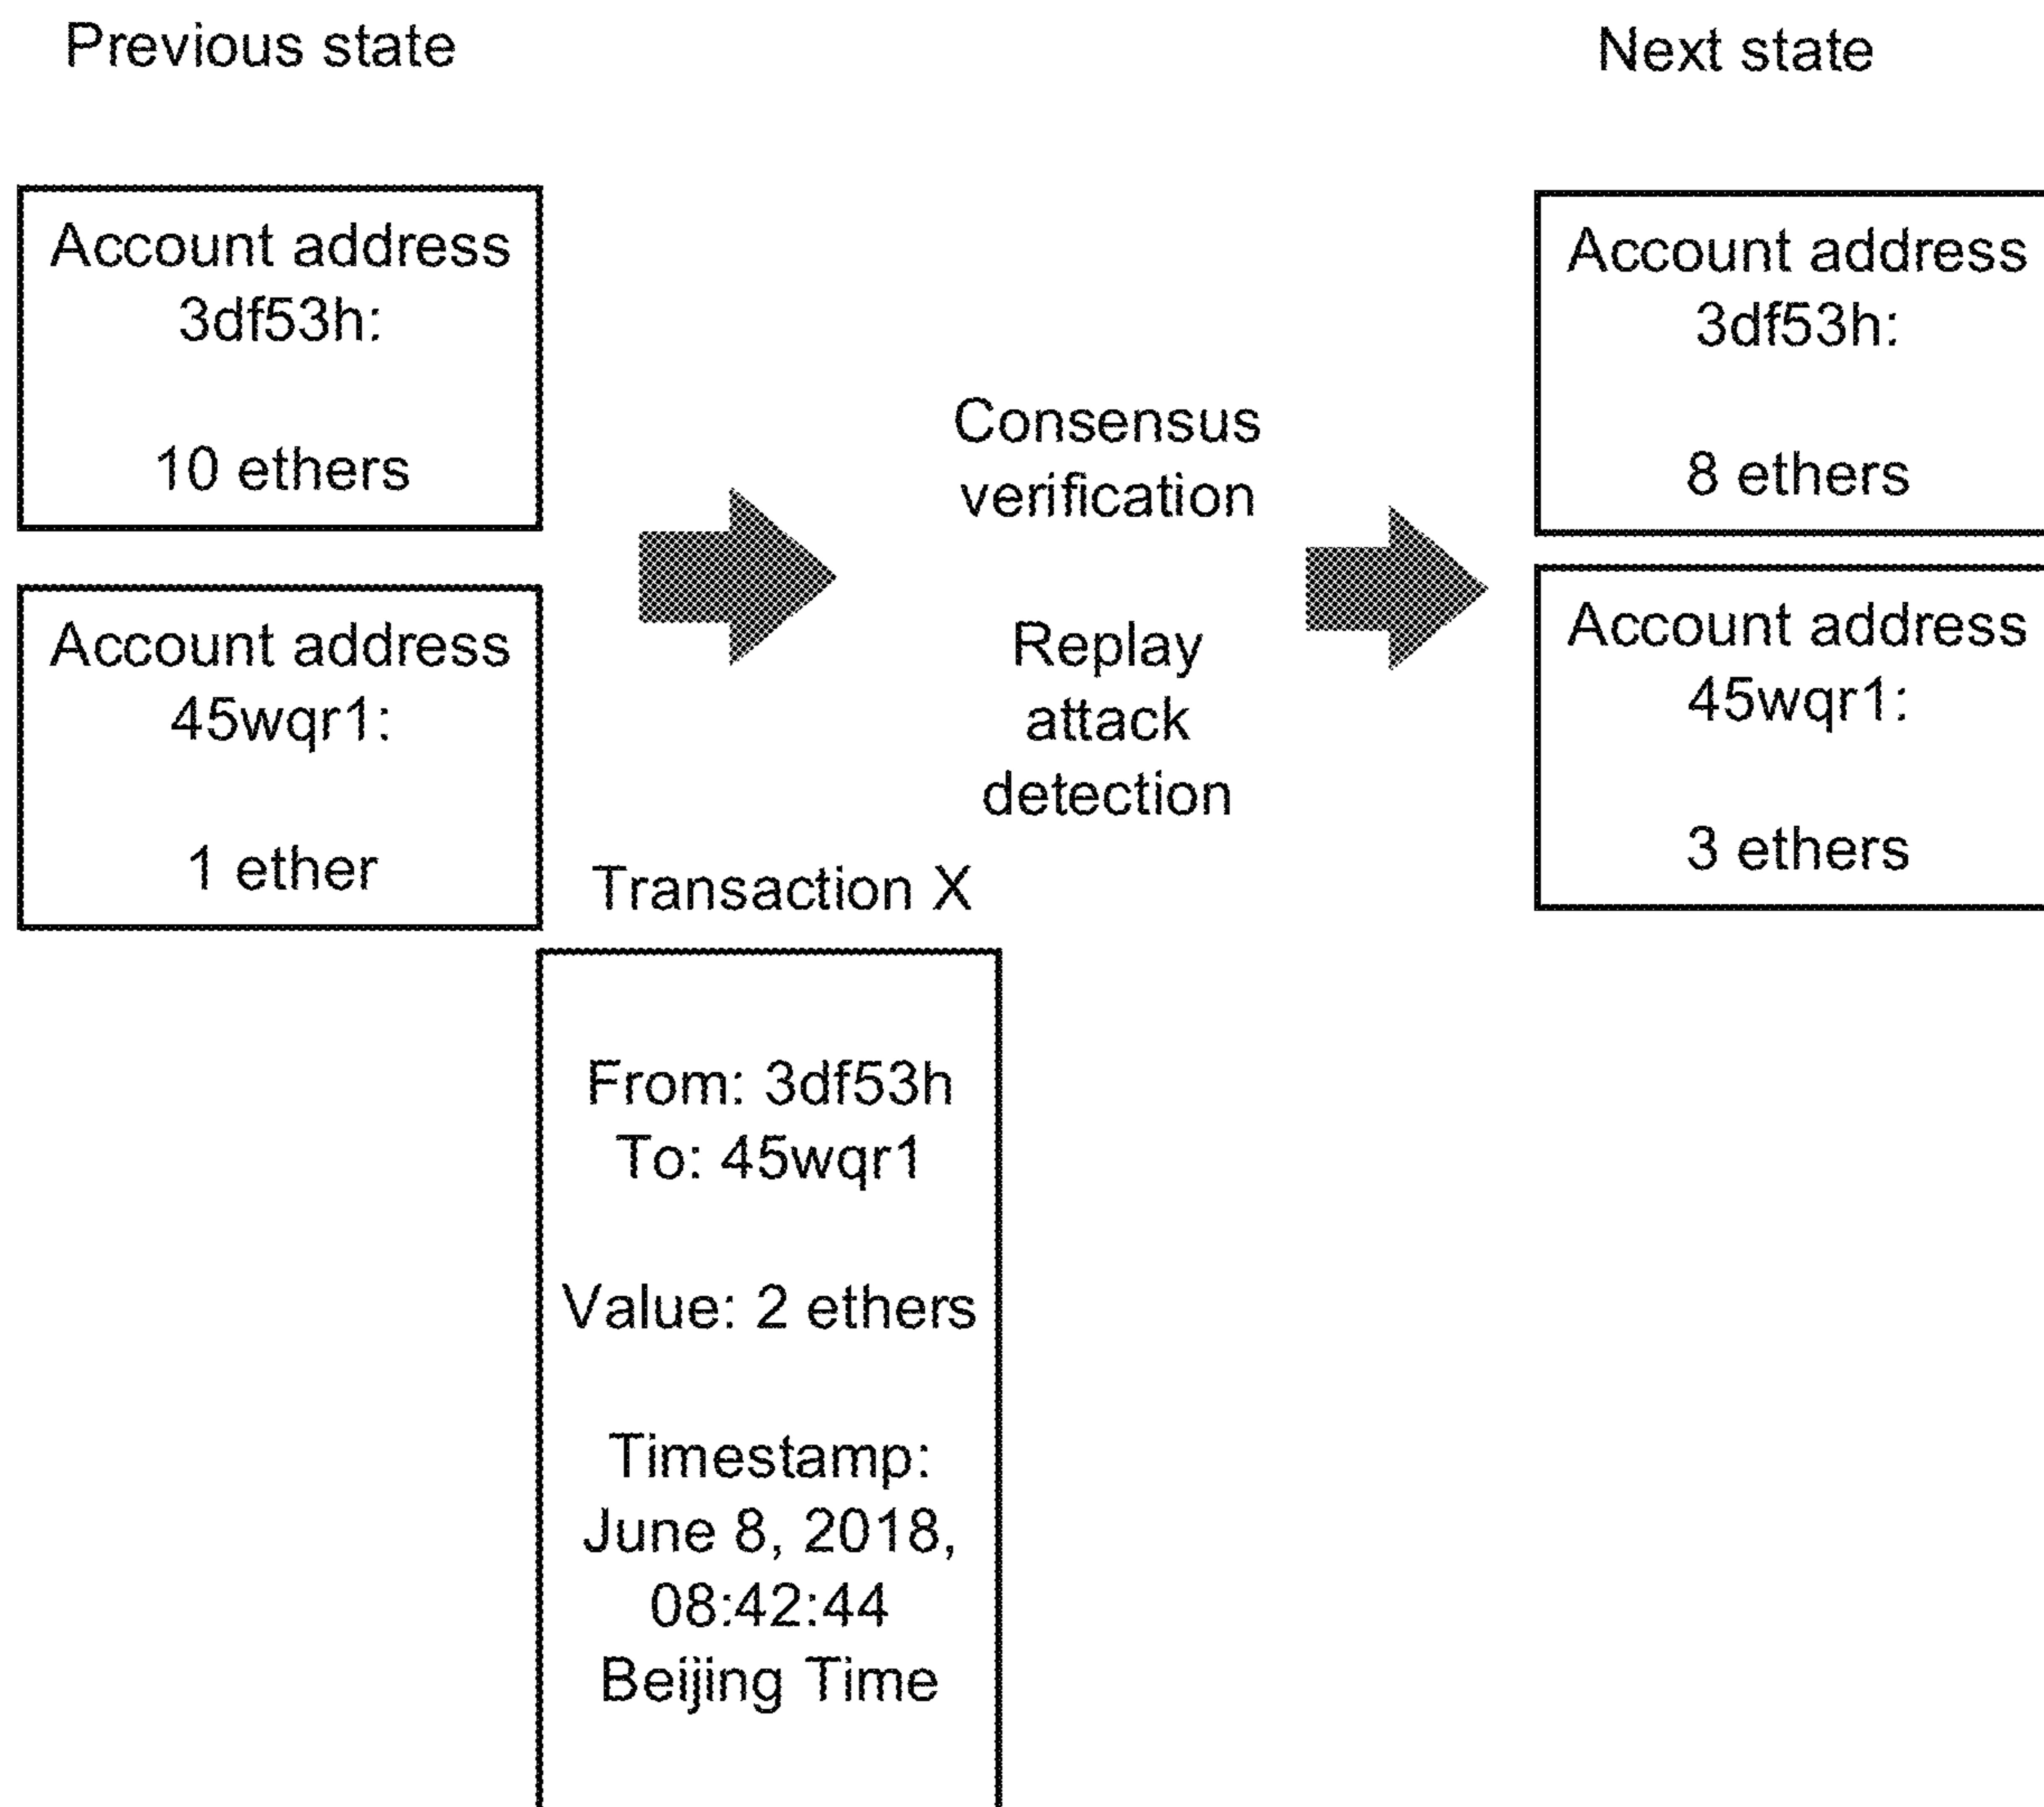 Previous state
Next state
Account address
3df53h:
10 ethers
Account address
45wqr1:
1 ether
Consensus
verification
Replay
attack
detection
Account address
3df53h:
8 ethers
Account address
45wqr1:
3 ethers
Transaction X
From: 3df53h
To: 45wqr1
Value: 2 ethers
Timestamp:
June 8, 2018,
08:42:44
Beijing Time